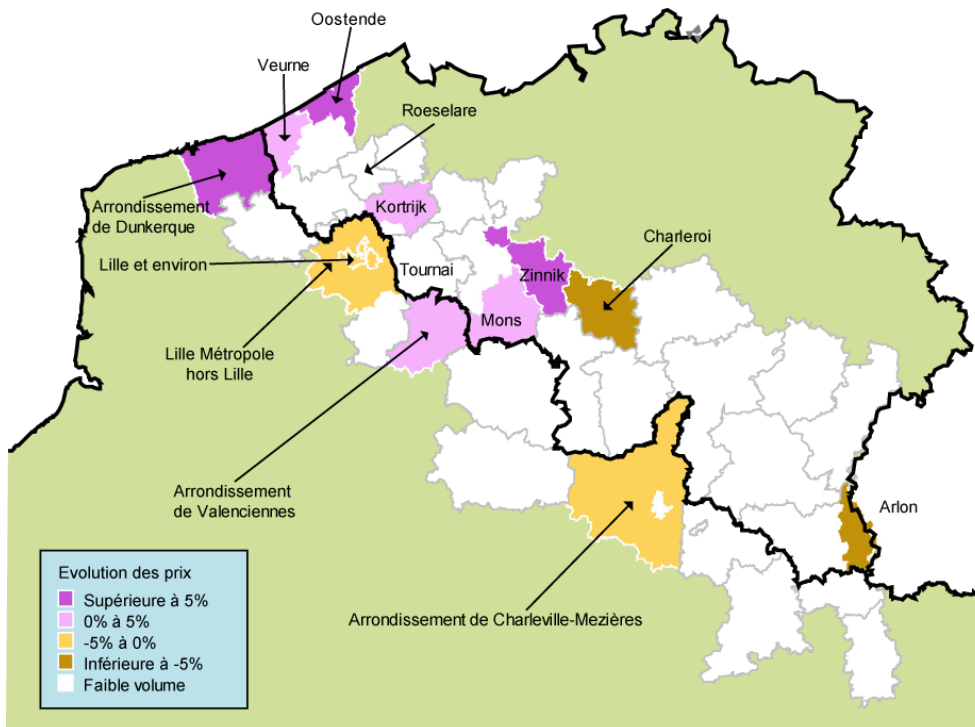 Oostende
Veurne
Roeselare
Arrondissement
de Dunkerque
Kortrijk
Lille et environ
Tournai
Zinnik
Charleroi
Mons
Lille Métropole
hors Lille
Arrondissement
de Valenciennes
Arlon
Arrondissement de Charleville-Mezières
Evolution des prix
Supérieure à 5%
0% à 5%
-5% à 0%
Inférieure à -5%
Faible volume